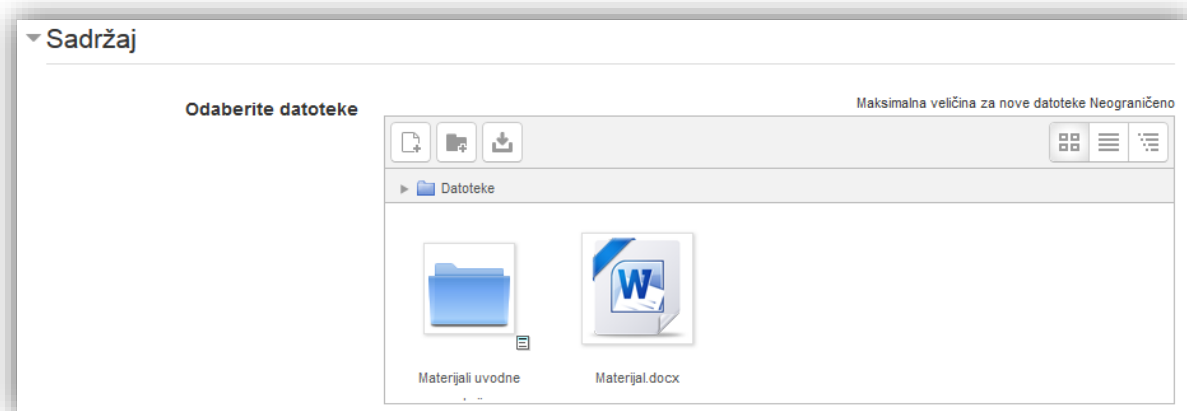 Sadržaj
Odaberite datoteke
Maksimalna veličina za nove datoteke Neograničeno
Datoteke
W
Materijali uvodne
Materijal.docx